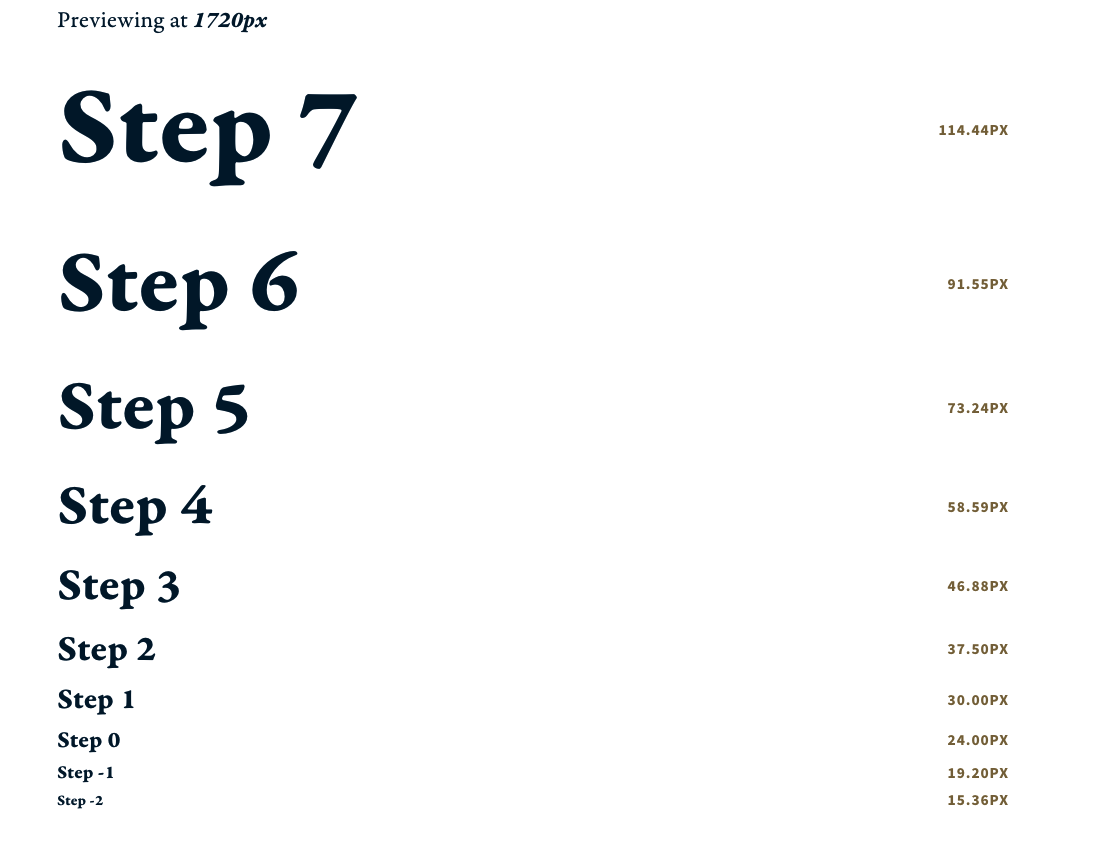 Previewing at 1720px
Step 7 114.44PX
Step 6 91.55PX
Step 5 73.24PX
Step 4 58.59PX
Step 3 46.88PX
Step 2 37.50PX
Step 1 30.00PX
Step 0 24.00PX
Step -1 19.20PX
Step -2 15.36PX